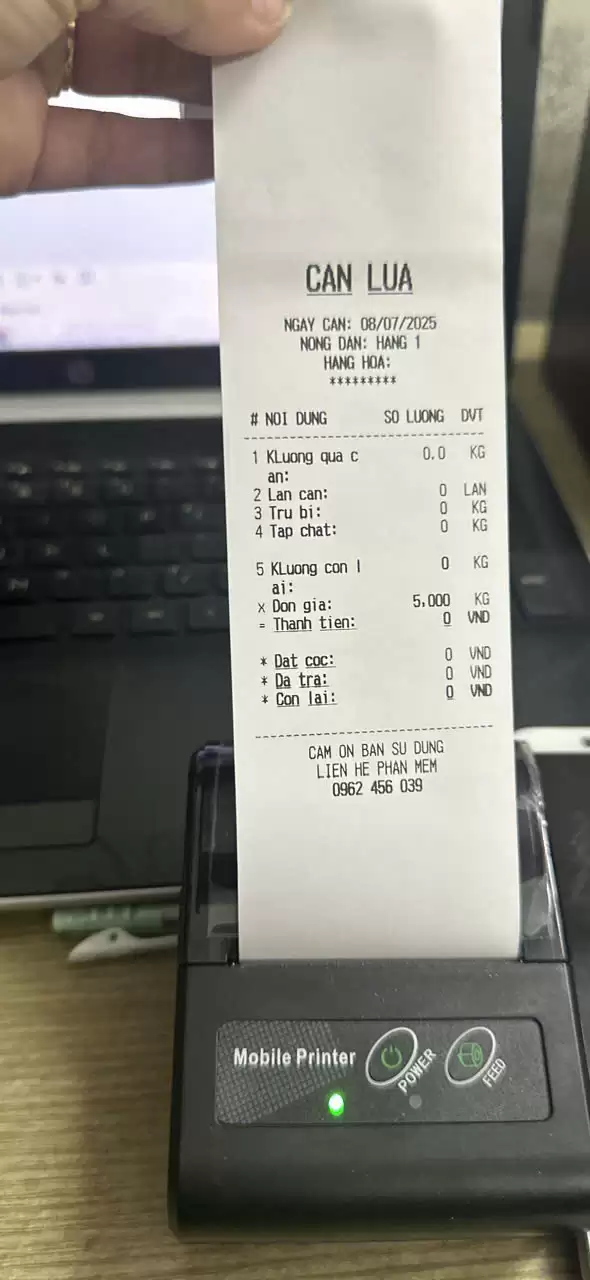 CAN LUA
NGAY CAN: 08/07/2025
NONG DAN: HANG 1
HANG HOA:
*********
# NOI DUNG SO LUONG DVT
1 KLuong qua c 0.0 KG
an:
2 Lan can: 0 LAN
3 Tru bi: 0 KG
4 Tap chat: 0 KG
5 KLuong con l 0 KG
ai:
x Don gia: 5,000 KG
= Thanh tien: 0 VND
* Dat coc: 0 VND
* Da tra: 0 VND
* Con lai: 0 VND
CAM ON BAN SU DUNG
LIEN HE PHAN MEM
0962 456 039
Mobile Printer
POWER
FEED